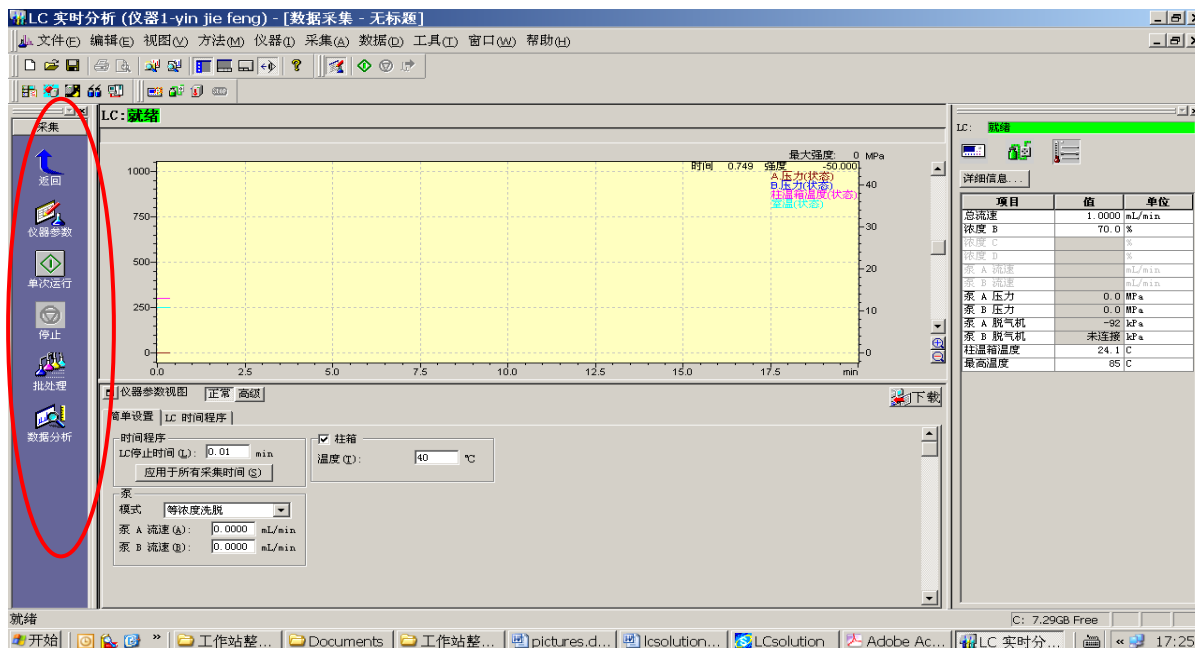 LC 实时分析 (仪器1-yin jie feng) - [数据采集 - 无标题]
文件(F) 编辑(E) 视图(V) 方法(M) 仪器(I) 采集(A) 数据(D) 工具(T) 窗口(W) 帮助(H)
采集
返回
仪器参数
单次运行
停止
批处理
数据分析
LC:就绪
最大强度: 0 MPa
时间 0.749 强度 -50.000
A.压力(状态)
B.压力(状态)
柱温箱温度(状态)
室温(状态)
1000
750
500
250
0
40
30
20
10
0
0.0 2.5 5.0 7.5 10.0 12.5 15.0 17.5 min
仪器参数视图 正常 高级 下载
简单设置 LC 时间程序
时间程序
LC停止时间(L): 0.01 min
应用于所有采集时间(S)
柱箱
温度(T): 40 ℃
泵
模式 等浓度洗脱
泵 A 流速(A): 0.0000 mL/min
泵 B 流速(B): 0.0000 mL/min
LC: 就绪
详细信息...
项目 值 单位
总流速 1.0000 mL/min
浓度 B 70.0 %
浓度 C %
浓度 D %
泵 A 流速 mL/min
泵 B 流速 mL/min
泵 A 压力 0.0 MPa
泵 B 压力 0.0 MPa
泵 A 脱气机 -92 kPa
泵 B 脱气机 未连接 kPa
柱温箱温度 24.1 C
最高温度 85 C
就绪
C: 7.29GB Free
开始 » 工作站整... Documents 工作站整... pictures.d... lcsolution... LCsolution Adobe Ac... LC 实时分... « 17:25